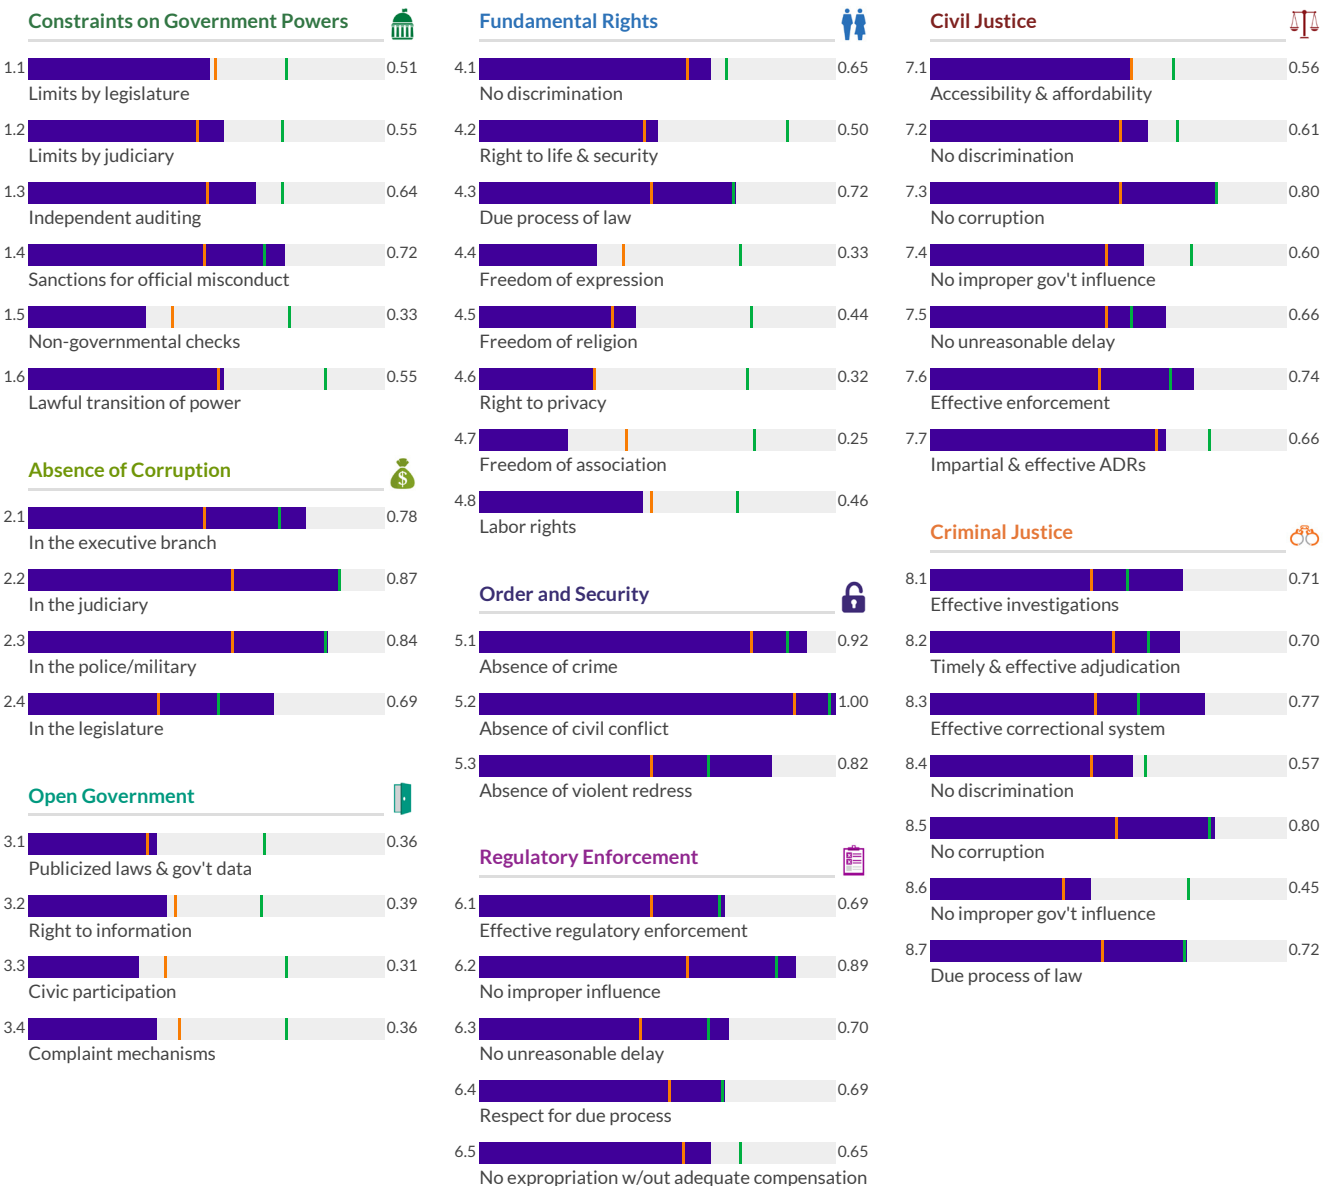 Constraints on Government Powers
1.1 0.51
Limits by legislature
1.2 0.55
Limits by judiciary
1.3 0.64
Independent auditing
1.4 0.72
Sanctions for official misconduct
1.5 0.33
Non-governmental checks
1.6 0.55
Lawful transition of power
Absence of Corruption
$
2.1 0.78
In the executive branch
2.2 0.87
In the judiciary
2.3 0.84
In the police/military
2.4 0.69
In the legislature
Open Government
3.1 0.36
Publicized laws & gov't data
3.2 0.39
Right to information
3.3 0.31
Civic participation
3.4 0.36
Complaint mechanisms
Fundamental Rights
4.1 0.65
No discrimination
4.2 0.50
Right to life & security
4.3 0.72
Due process of law
4.4 0.33
Freedom of expression
4.5 0.44
Freedom of religion
4.6 0.32
Right to privacy
4.7 0.25
Freedom of association
4.8 0.46
Labor rights
Order and Security
5.1 0.92
Absence of crime
5.2 1.00
Absence of civil conflict
5.3 0.82
Absence of violent redress
Regulatory Enforcement
6.1 0.69
Effective regulatory enforcement
6.2 0.89
No improper influence
6.3 0.70
No unreasonable delay
6.4 0.69
Respect for due process
6.5 0.65
No expropriation w/out adequate compensation
Civil Justice
7.1 0.56
Accessibility & affordability
7.2 0.61
No discrimination
7.3 0.80
No corruption
7.4 0.60
No improper gov't influence
7.5 0.66
No unreasonable delay
7.6 0.74
Effective enforcement
7.7 0.66
Impartial & effective ADRs
Criminal Justice
8.1 0.71
Effective investigations
8.2 0.70
Timely & effective adjudication
8.3 0.77
Effective correctional system
8.4 0.57
No discrimination
8.5 0.80
No corruption
8.6 0.45
No improper gov't influence
8.7 0.72
Due process of law